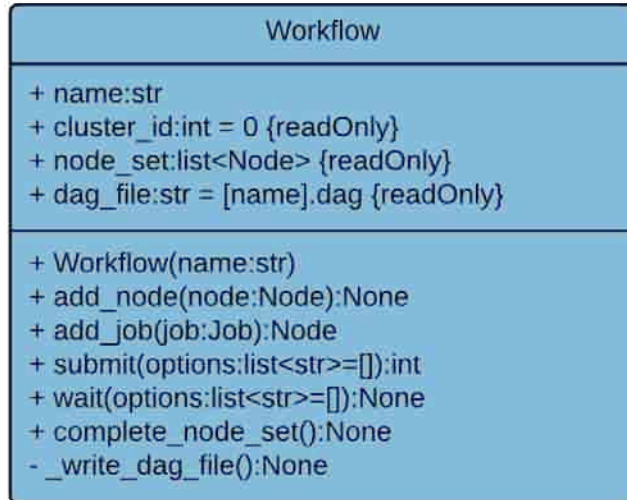 Workflow
+ name:str
+ cluster_id:int = 0 {readOnly}
+ node_set:list<Node> {readOnly}
+ dag_file:str = [name].dag {readOnly}
+ Workflow(name:str)
+ add_node(node:Node):None
+ add_job(job:Job):Node
+ submit(options:list<str>=[]):int
+ wait(options:list<str>=[]):None
+ complete_node_set():None
- _write_dag_file():None